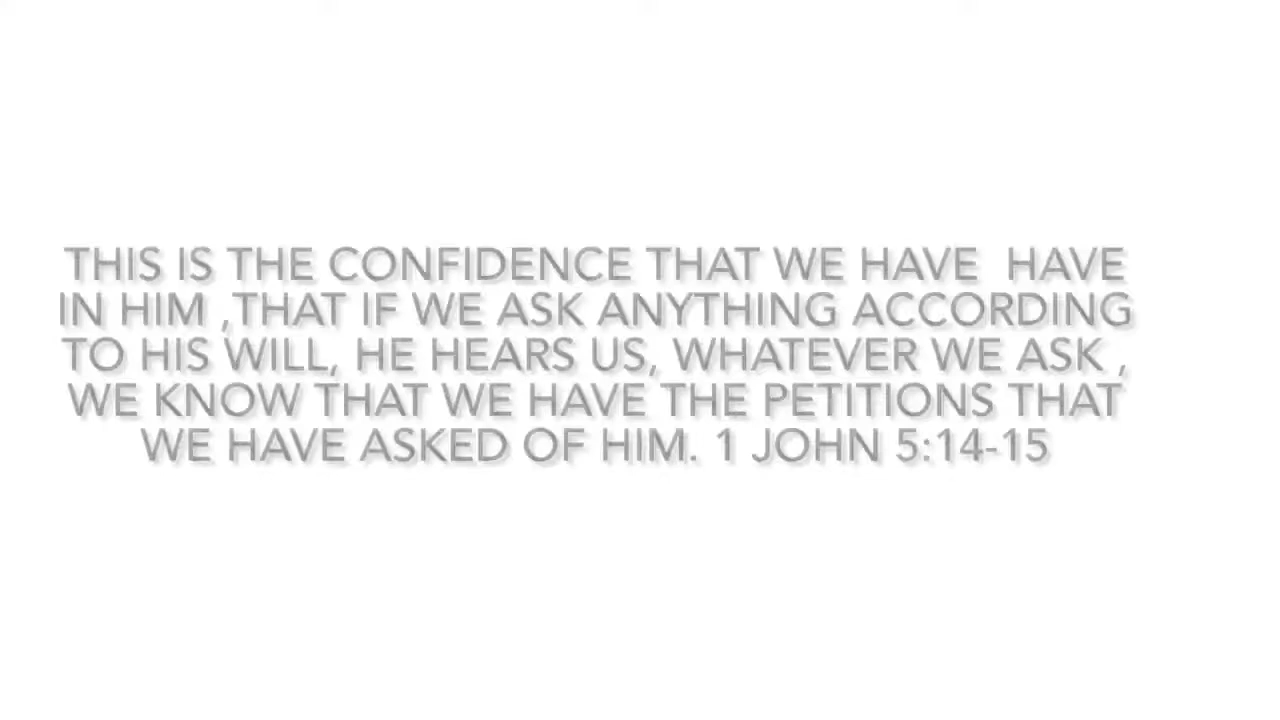 THIS IS THE CONFIDENCE THAT WE HAVE  HAVE
IN HIM ,THAT IF WE ASK ANYTHING ACCORDING
TO HIS WILL, HE HEARS US, WHATEVER WE ASK ,
WE KNOW THAT WE HAVE THE PETITIONS THAT
WE HAVE ASKED OF HIM. 1 JOHN 5:14-15